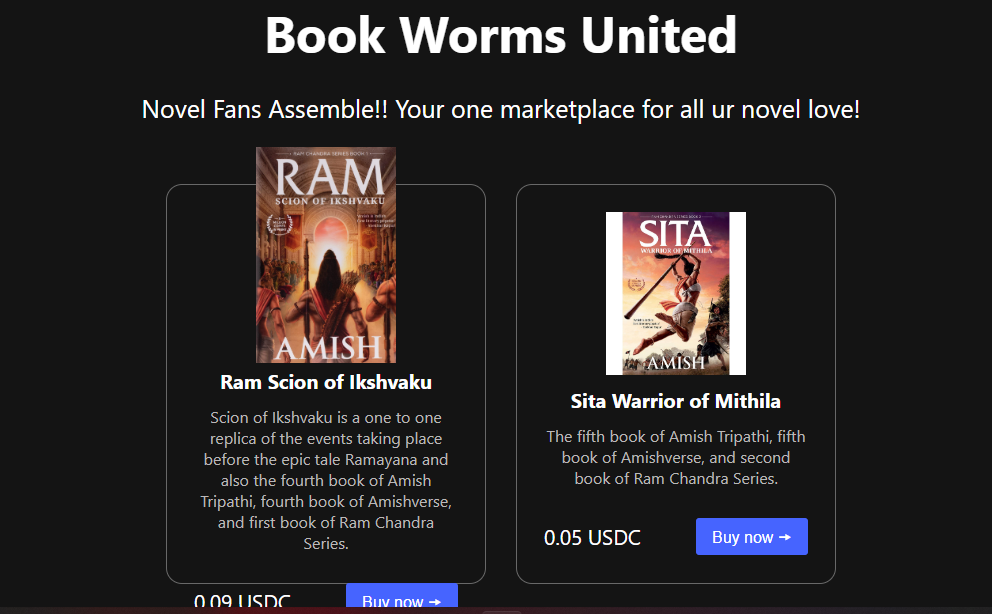 Book Worms United
Novel Fans Assemble!! Your one marketplace for all ur novel love!
RAM CHANDRA SERIES BOOK 1
RAM
SCION OF IKSHVAKU
AMISH
Ram Scion of Ikshvaku
Scion of Ikshvaku is a one to one
replica of the events taking place
before the epic tale Ramayana and
also the fourth book of Amish
Tripathi, fourth book of Amishverse,
and first book of Ram Chandra
Series.
0.09 USDC
Buy now →
SITA
WARRIOR OF MITHILA
AMISH
Sita Warrior of Mithila
The fifth book of Amish Tripathi, fifth
book of Amishverse, and second
book of Ram Chandra Series.
0.05 USDC
Buy now →